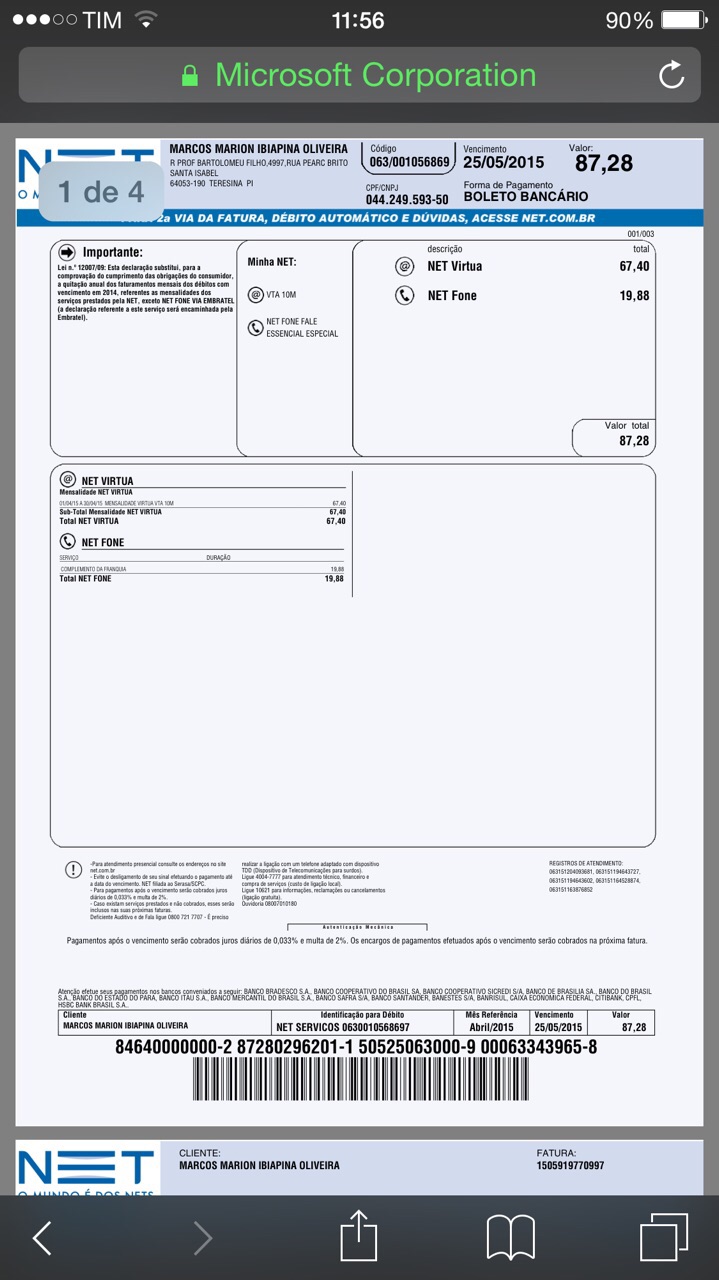 TIM 11:56 90%
Microsoft Corporation
NET
1 de 4
MARCOS MARION IBIAPINA OLIVEIRA
R PROF BARTOLOMEU FILHO,4997,RUA PEARC BRITO
SANTA ISABEL
64053-190 TERESINA PI
Código
063/001056869
CPF/CNPJ
044.249.593-50
Vencimento
25/05/2015
Valor:
87,28
Forma de Pagamento
BOLETO BANCÁRIO
2a VIA DA FATURA, DÉBITO AUTOMÁTICO E DÚVIDAS, ACESSE NET.COM.BR
001/003
Importante:
Lei n.º 12007/09: Esta declaração substitui, para a
comprovação do cumprimento das obrigações do consumidor,
a quitação anual dos faturamentos mensais dos débitos com
vencimento em 2014, referentes as mensalidades dos
serviços prestados pela NET, exceto NET FONE VIA EMBRATEL
(a declaração referente a este serviço será encaminhada pela
Embratel).
Minha NET:
@ VTA 10M
NET FONE FALE
ESSENCIAL ESPECIAL
descrição total
@ NET Virtua 67,40
NET Fone 19,88
Valor total
87,28
@ NET VIRTUA
Mensalidade NET VIRTUA
01/04/15 A 30/04/15 MENSALIDADE VIRTUA VTA 10M 67,40
Sub-Total Mensalidade NET VIRTUA 67,40
Total NET VIRTUA 67,40
NET FONE
SERVIÇO DURAÇÃO
COMPLEMENTO DA FRANQUIA 19,88
Total NET FONE 19,88
-Para atendimento presencial consulte os endereços no site
net.com.br
- Evite o desligamento de seu sinal efetuando o pagamento até
a data do vencimento. NET filiada ao Serasa/SCPC.
- Para pagamentos após o vencimento serão cobrados juros
diários de 0,033% e multa de 2%.
- Caso existam serviços prestados e não cobrados, esses serão
inclusos nas suas próximas faturas.
Deficiente Auditivo e de Fala ligue 0800 721 7707 - É preciso
realizar a ligação com um telefone adaptado com dispositivo
TDD (Dispositivo de Telecomunicações para surdos).
Ligue 4004-7777 para atendimento técnico, financeiro e
compra de serviços (custo de ligação local).
Ligue 10621 para informações, reclamações ou cancelamentos
(ligação gratuita).
Ouvidoria 08007010180
REGISTROS DE ATENDIMENTO:
063151204093681, 063151194643727,
063151194643602, 063151164528874,
063151163876852
Autenticação Mecânica
Pagamentos após o vencimento serão cobrados juros diários de 0,033% e multa de 2%. Os encargos de pagamentos efetuados após o vencimento serão cobrados na próxima fatura.
Atenção efetue seus pagamentos nos bancos conveniados a seguir: BANCO BRADESCO S.A., BANCO COOPERATIVO DO BRASIL SA, BANCO COOPERATIVO SICREDI S/A, BANCO DE BRASILIA SA., BANCO DO BRASIL
S.A., BANCO DO ESTADO DO PARA, BANCO ITAU S.A., BANCO MERCANTIL DO BRASIL S.A., BANCO SAFRA S/A, BANCO SANTANDER, BANESTES S/A, BANRISUL, CAIXA ECONOMICA FEDERAL, CITIBANK, CPFL,
HSBC BANK BRASIL S.A..
Cliente Identificação para Débito Mês Referência Vencimento Valor
MARCOS MARION IBIAPINA OLIVEIRA NET SERVICOS 0630010568697 Abril/2015 25/05/2015 87,28
84640000000-2 87280296201-1 50525063000-9 00063343965-8
NET
O MUNDO É DOS NETS
CLIENTE:
MARCOS MARION IBIAPINA OLIVEIRA
FATURA:
1505919770997